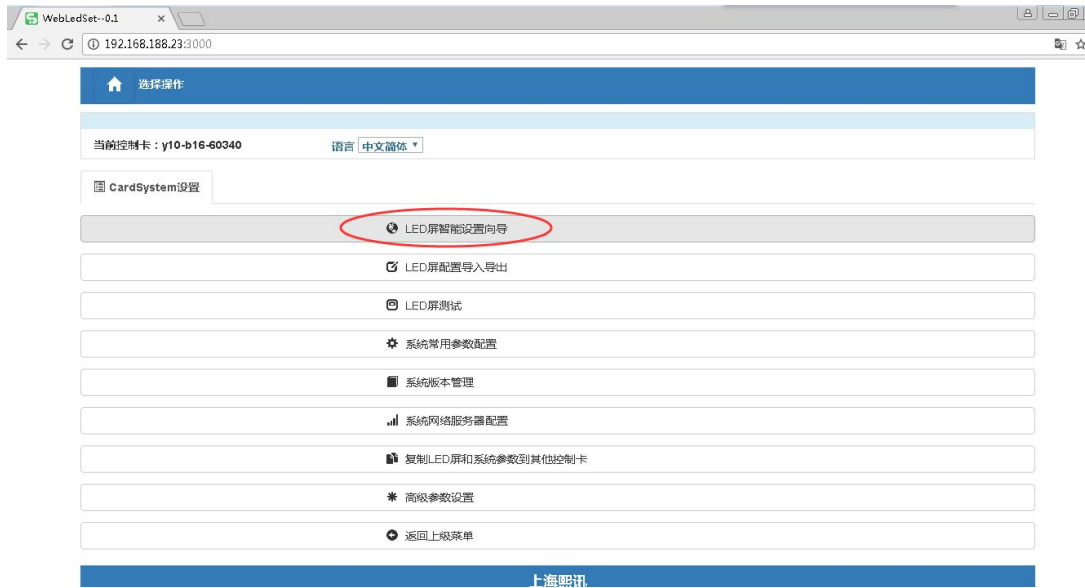 WebLedSet--0.1
192.168.188.23:3000
选择操作
当前控制卡：y10-b16-60340 语言 中文简体
CardSystem设置
LED屏智能设置向导
LED屏配置导入导出
LED屏测试
系统常用参数配置
系统版本管理
系统网络服务器配置
复制LED屏和系统参数到其他控制卡
高级参数设置
返回上级菜单
上海熙讯